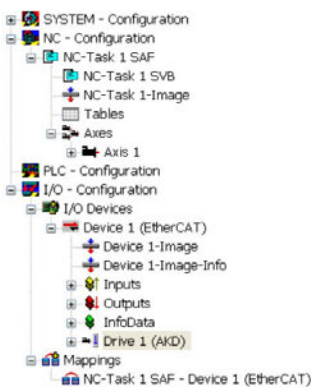 SYSTEM - Configuration
NC - Configuration
NC-Task 1 SAF
NC-Task 1 SVB
NC-Task 1-Image
Tables
Axes
Axis 1
PLC - Configuration
I/O - Configuration
I/O Devices
Device 1 (EtherCAT)
Device 1-Image
Device 1-Image-Info
Inputs
Outputs
InfoData
Drive 1 (AKD)
Mappings
NC-Task 1 SAF - Device 1 (EtherCAT)